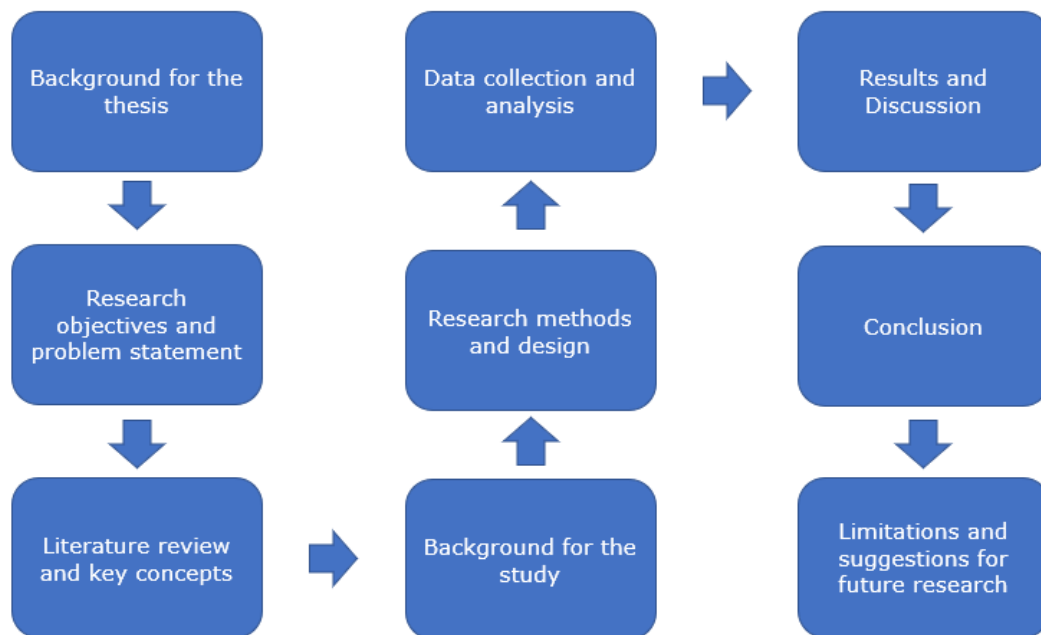 Background for the
thesis
Research
objectives and
problem statement
Literature review
and key concepts
Background for the
study
Research methods
and design
Data collection and
analysis
Results and
Discussion
Conclusion
Limitations and
suggestions for
future research